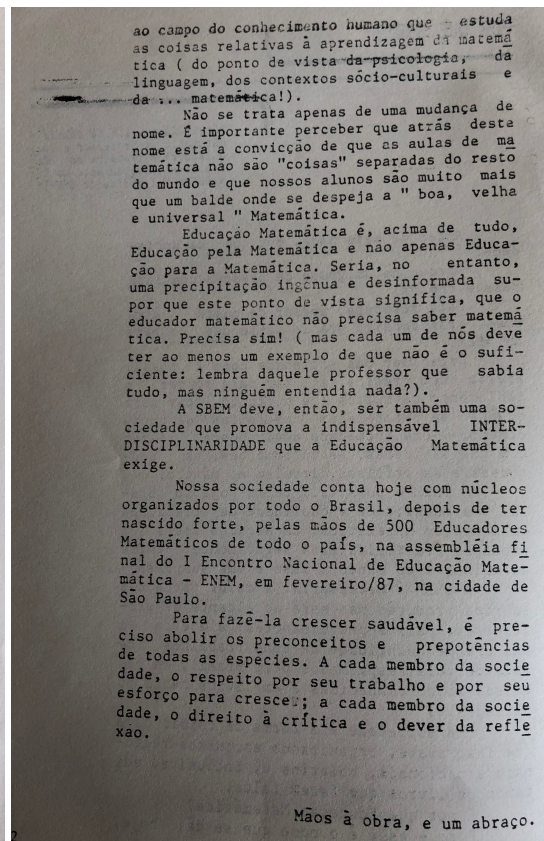 ao campo do conhecimento humano que - estuda
as coisas relativas à aprendizagem da matemá
tica ( do ponto de vista da psicologia, da
linguagem, dos contextos sócio-culturais e
da ... matemática!).
Não se trata apenas de uma mudança de
nome. É importante perceber que atrás deste
nome está a convicção de que as aulas de ma
temática não são "coisas" separadas do resto
do mundo e que nossos alunos são muito mais
que um balde onde se despeja a " boa, velha
e universal " Matemática.
Educação Matemática é, acima de tudo,
Educação pela Matemática e não apenas Educa-
ção para a Matemática. Seria, no entanto,
uma precipitação ingênua e desinformada su-
por que este ponto de vista significa, que o
educador matemático não precisa saber matemá
tica. Precisa sim! ( mas cada um de nós deve
ter ao menos um exemplo de que não é o sufi-
ciente: lembra daquele professor que sabia
tudo, mas ninguém entendia nada?).
A SBEM deve, então, ser também uma so-
ciedade que promova a indispensável INTER-
DISCIPLINARIDADE que a Educação Matemática
exige.
Nossa sociedade conta hoje com núcleos
organizados por todo o Brasil, depois de ter
nascido forte, pelas mãos de 500 Educadores
Matemáticos de todo o país, na assembléia fi
nal do I Encontro Nacional de Educação Mate-
mática - ENEM, em fevereiro/87, na cidade de
São Paulo.
Para fazê-la crescer saudável, é pre-
ciso abolir os preconceitos e prepotências
de todas as espécies. A cada membro da socie
dade, o respeito por seu trabalho e por seu
esforço para crescer; a cada membro da socie
dade, o direito à crítica e o dever da refle
xão.
Mãos à obra, e um abraço.
2